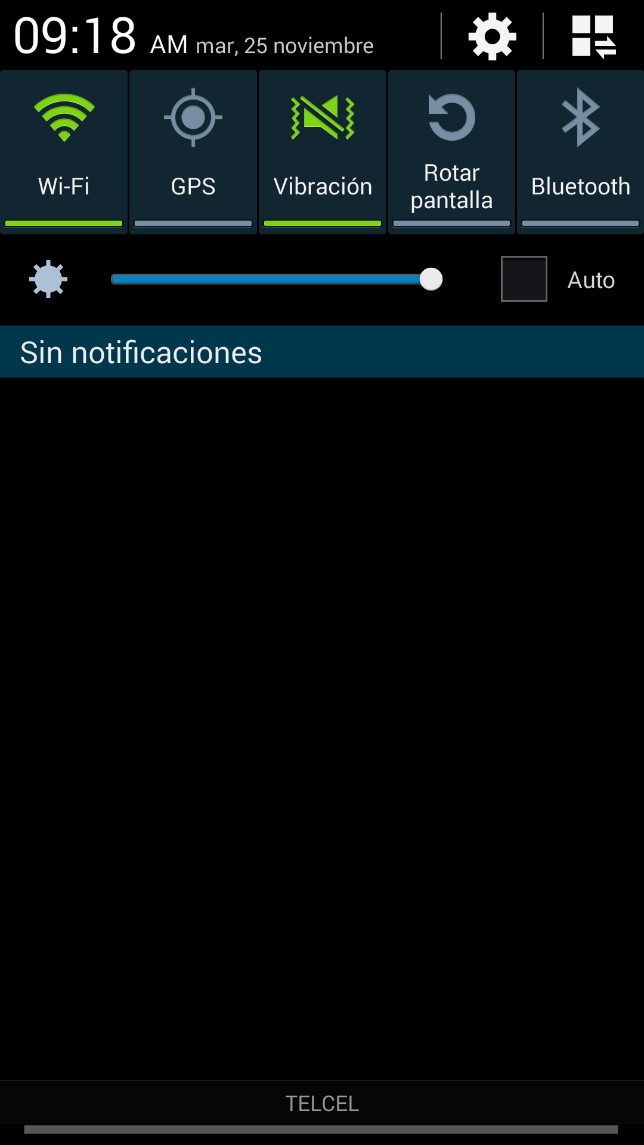 09:18 AM mar, 25 noviembre
Wi-Fi
GPS
Vibración
Rotar
pantalla
Bluetooth
Auto
Sin notificaciones
TELCEL